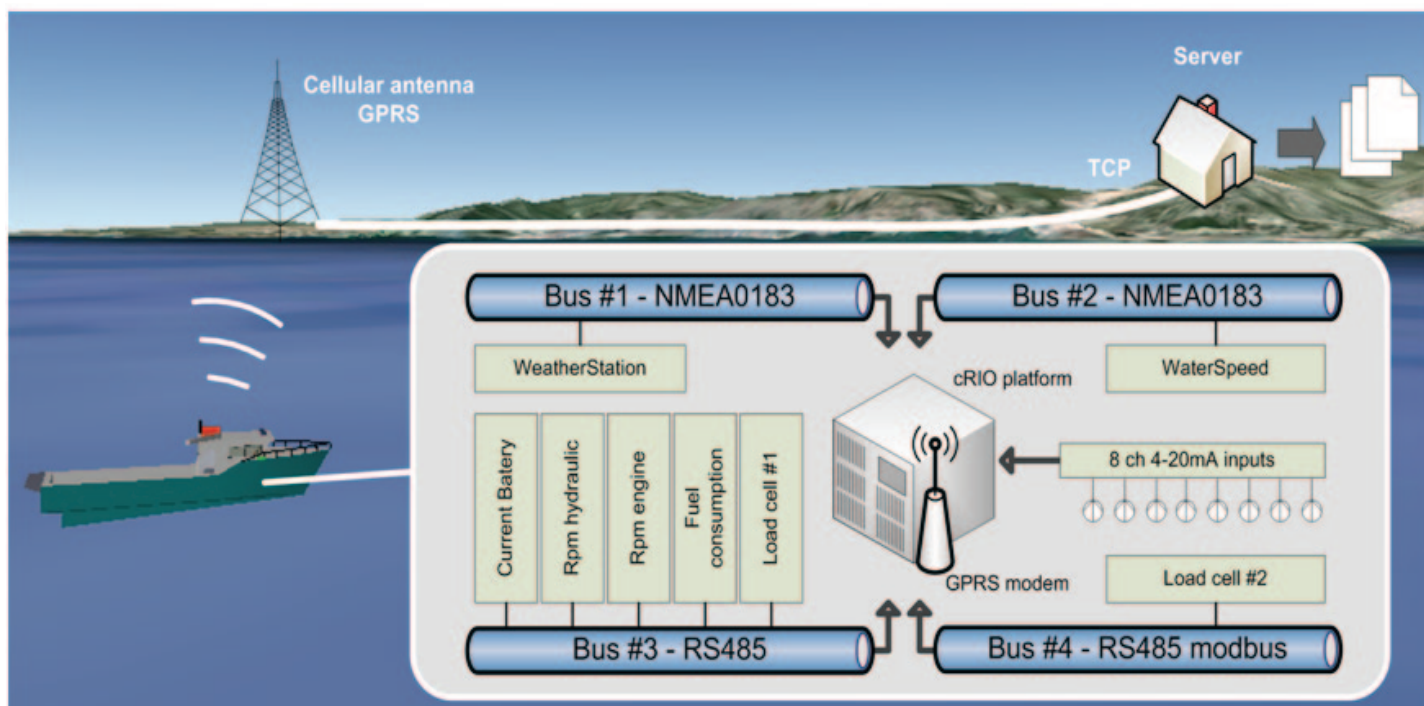 Server
Cellular antenna
GPRS
TCP
Bus #1 - NMEA0183
Bus #2 - NMEA0183
WeatherStation
WaterSpeed
cRIO platform
Current Batery
Rpm hydraulic
Rpm engine
Fuel
consumption
Load cell #1
8 ch 4-20mA inputs
GPRS modem
Load cell #2
Bus #3 - RS485
Bus #4 - RS485 modbus